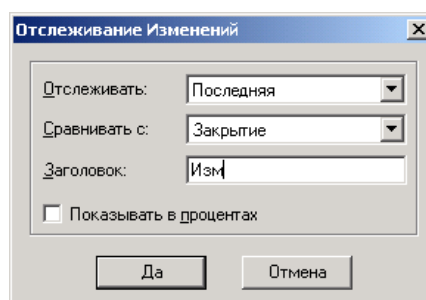 Отслеживание Изменений
Отслеживать: Последняя
Сравнивать с: Закрытие
Заголовок: Изм
Показывать в процентах
Да Отмена